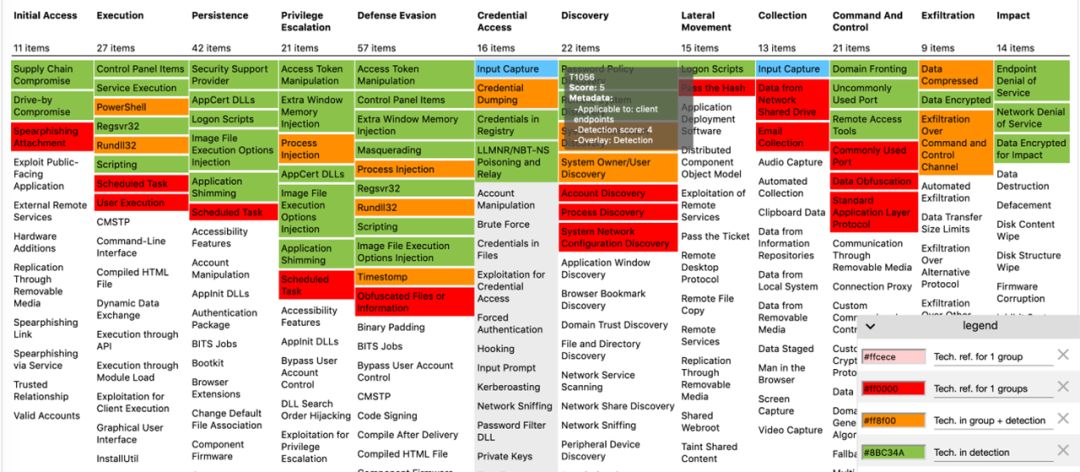 Initial Access
11 items
Supply Chain
Compromise
Drive-by
Compromise
Spearphishing
Attachment
Exploit Public-
Facing
Application
External Remote
Services
Hardware
Additions
Replication
Through
Removable
Media
Spearphishing
Link
Spearphishing
via Service
Trusted
Relationship
Valid Accounts
Execution
27 items
Control Panel Items
Service Execution
PowerShell
Regsvr32
Rundll32
Scripting
Scheduled Task
User Execution
CMSTP
Command-Line
Interface
Compiled HTML
File
Dynamic Data
Exchange
Execution through
API
Execution through
Module Load
Exploitation for
Client Execution
Graphical User
Interface
InstallUtil
Persistence
42 items
Security Support
Provider
AppCert DLLs
Logon Scripts
Image File
Execution Options
Injection
Application
Shimming
Scheduled Task
Accessibility
Features
Account
Manipulation
AppInit DLLs
Authentication
Package
BITS Jobs
Bootkit
Browser
Extensions
Change Default
File Association
Component
Firmware
Privilege
Escalation
21 items
Access Token
Manipulation
Extra Window
Memory
Injection
Process
Injection
AppCert DLLs
Image File
Execution
Options
Injection
Application
Shimming
Scheduled
Task
Accessibility
Features
AppInit DLLs
Bypass User
Account
Control
DLL Search
Order Hijacking
Exploitation for
Privilege
Escalation
Defense Evasion
57 items
Access Token
Manipulation
Control Panel Items
Extra Window Memory
Injection
Masquerading
Process Injection
Regsvr32
Rundll32
Scripting
Image File Execution
Options Injection
Timestomp
Obfuscated Files or
Information
Binary Padding
BITS Jobs
Bypass User Account
Control
CMSTP
Code Signing
Compile After Delivery
Compiled HTML File
Component Firmware
Credential
Access
16 items
Input Capture
Credential
Dumping
Credentials in
Registry
LLMNR/NBT-NS
Poisoning and
Relay
Account
Manipulation
Brute Force
Credentials in
Files
Exploitation for
Credential
Access
Forced
Authentication
Hooking
Input Prompt
Kerberoasting
Network Sniffing
Password Filter
DLL
Private Keys
Discovery
22 items
Password Policy
T1056
Score: 5
Metadata:
-Applicable to: client
endpoints
-Detection score: 4
-Overlay: Detection
System Owner/User
Discovery
Account Discovery
Process Discovery
System Network
Configuration Discovery
Application Window
Discovery
Browser Bookmark
Discovery
Domain Trust Discovery
File and Directory
Discovery
Network Service
Scanning
Network Share Discovery
Network Sniffing
Peripheral Device
Discovery
Lateral
Movement
15 items
Logon Scripts
Pass the Hash
Application
Deployment
Software
Distributed
Component
Object Model
Exploitation of
Remote
Services
Pass the Ticket
Remote
Desktop
Protocol
Remote File
Copy
Remote
Services
Replication
Through
Removable
Media
Shared
Webroot
Taint Shared
Content
Collection
13 items
Input Capture
Data from
Network
Shared Drive
Email
Collection
Audio Capture
Automated
Collection
Clipboard Data
Data from
Information
Repositories
Data from
Local System
Data from
Removable
Media
Data Staged
Man in the
Browser
Screen
Capture
Video Capture
Command And
Control
21 items
Domain Fronting
Uncommonly
Used Port
Remote Access
Tools
Commonly Used
Port
Data Obfuscation
Standard
Application Layer
Protocol
Communication
Through
Removable Media
Connection Proxy
Custom
Command
Data
Exfiltration
9 items
Data
Compressed
Data Encrypted
Exfiltration
Over
Command and
Control
Channel
Automated
Exfiltration
Data Transfer
Size Limits
Exfiltration
Over
Alternative
Protocol
Exfiltration
Over Other
Impact
14 items
Endpoint
Denial of
Service
Network Denial
of Service
Data Encrypted
for Impact
Data
Destruction
Defacement
Disk Content
Wipe
Disk Structure
Wipe
Firmware
Corruption
legend
#ffcece Tech. ref. for 1 group
#ff0000 Tech. ref. for 1 groups
#ff8f00 Tech. in group + detection
#8BC34A Tech. in detection